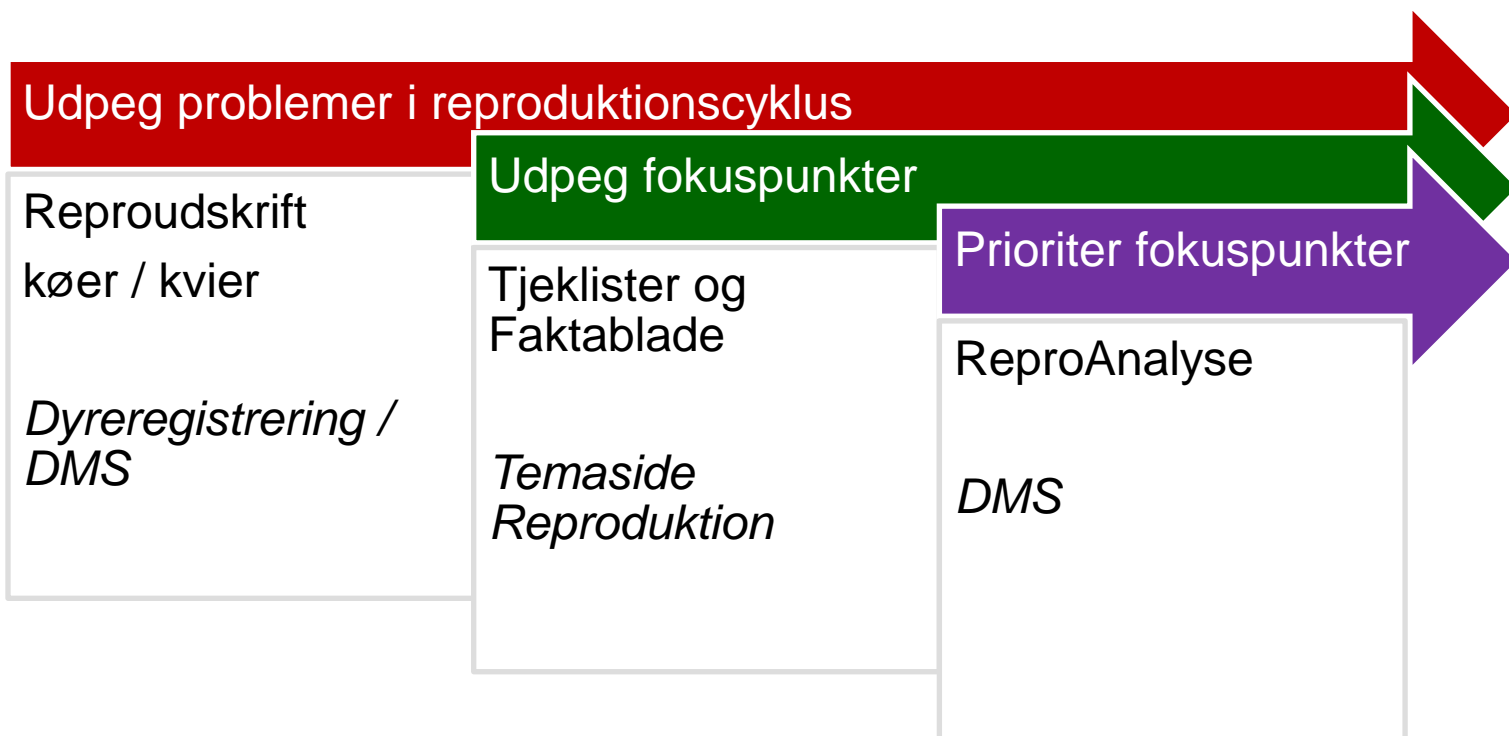 Udpeg problemer i reproduktionscyklus
Reproudskrift
køer / kvier
Dyreregistrering /
DMS
Udpeg fokuspunkter
Tjeklister og
Faktablade
Temaside
Reproduktion
Prioriter fokuspunkter
ReproAnalyse
DMS